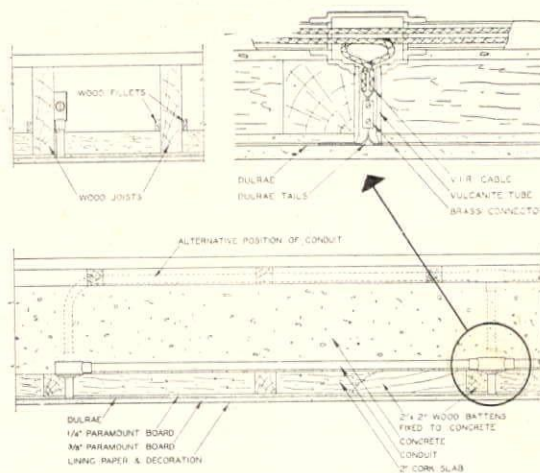 WOOD FILLETS
WOOD JOISTS
DULRAE
DULRAE TAILS
V.I.R. CABLE
VULCANITE TUBE
BRASS CONNECTOR
ALTERNATIVE POSITION OF CONDUIT
DULRAE
1/4" PARAMOUNT BOARD
3/8" PARAMOUNT BOARD
LINING PAPER & DECORATION
2"x 2" WOOD BATTENS
FIXED TO CONCRETE
CONCRETE
CONDUIT
2" CORK SLAB